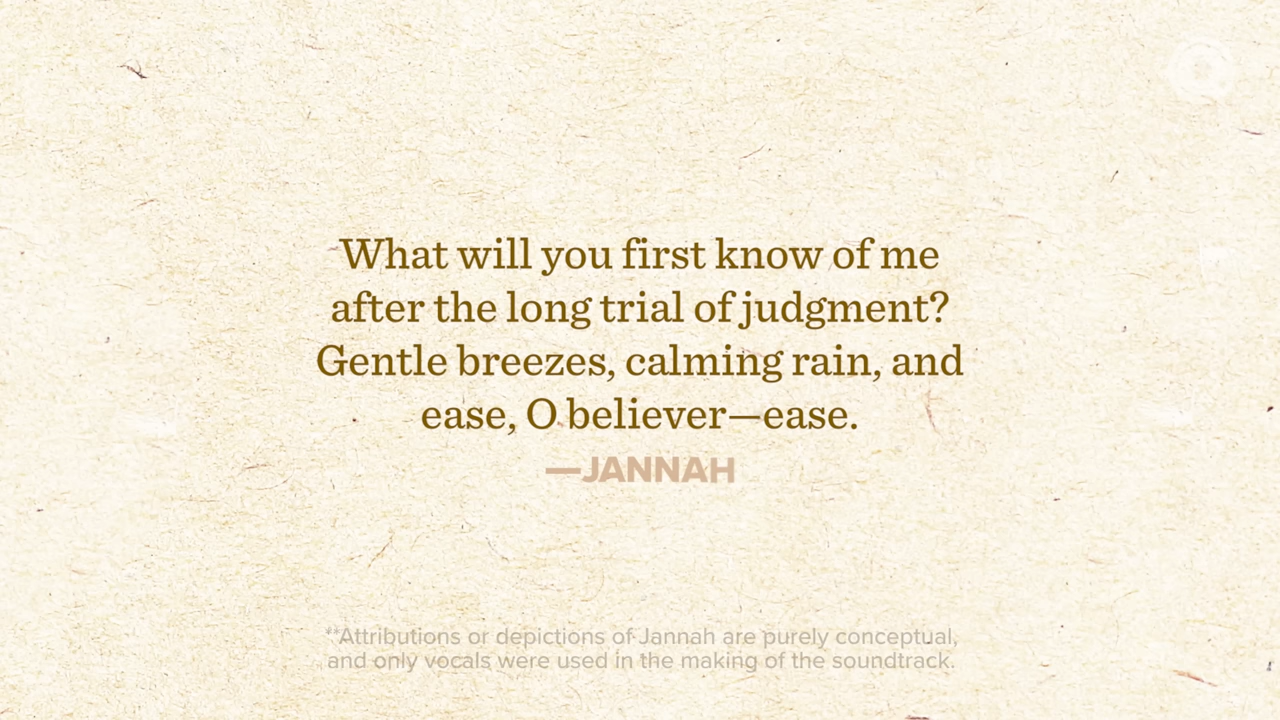 What will you first know of me
after the long trial of judgment?
Gentle breezes, calming rain, and
ease, O believer—ease.
—JANNAH
**Attributions or depictions of Jannah are purely conceptual,
and only vocals were used in the making of the soundtrack.